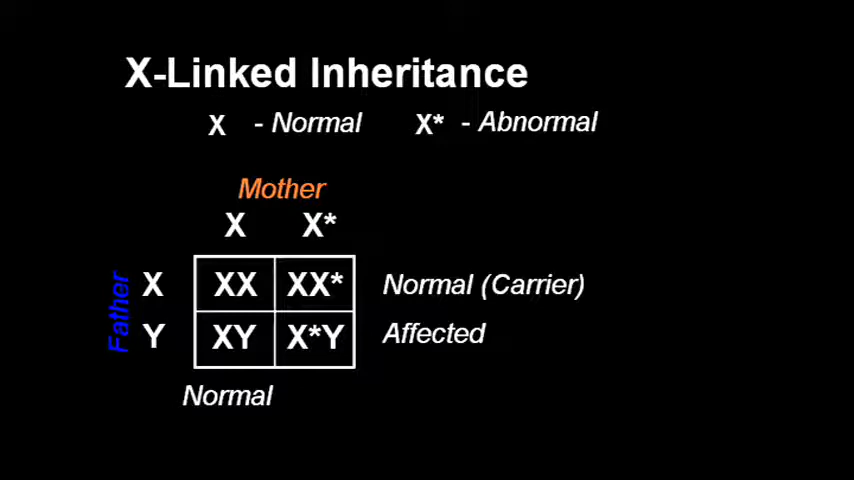 X-Linked Inheritance
X - Normal X* - Abnormal
Mother
X X*
Father
X XX XX* Normal (Carrier)
Y XY X*Y Affected
Normal